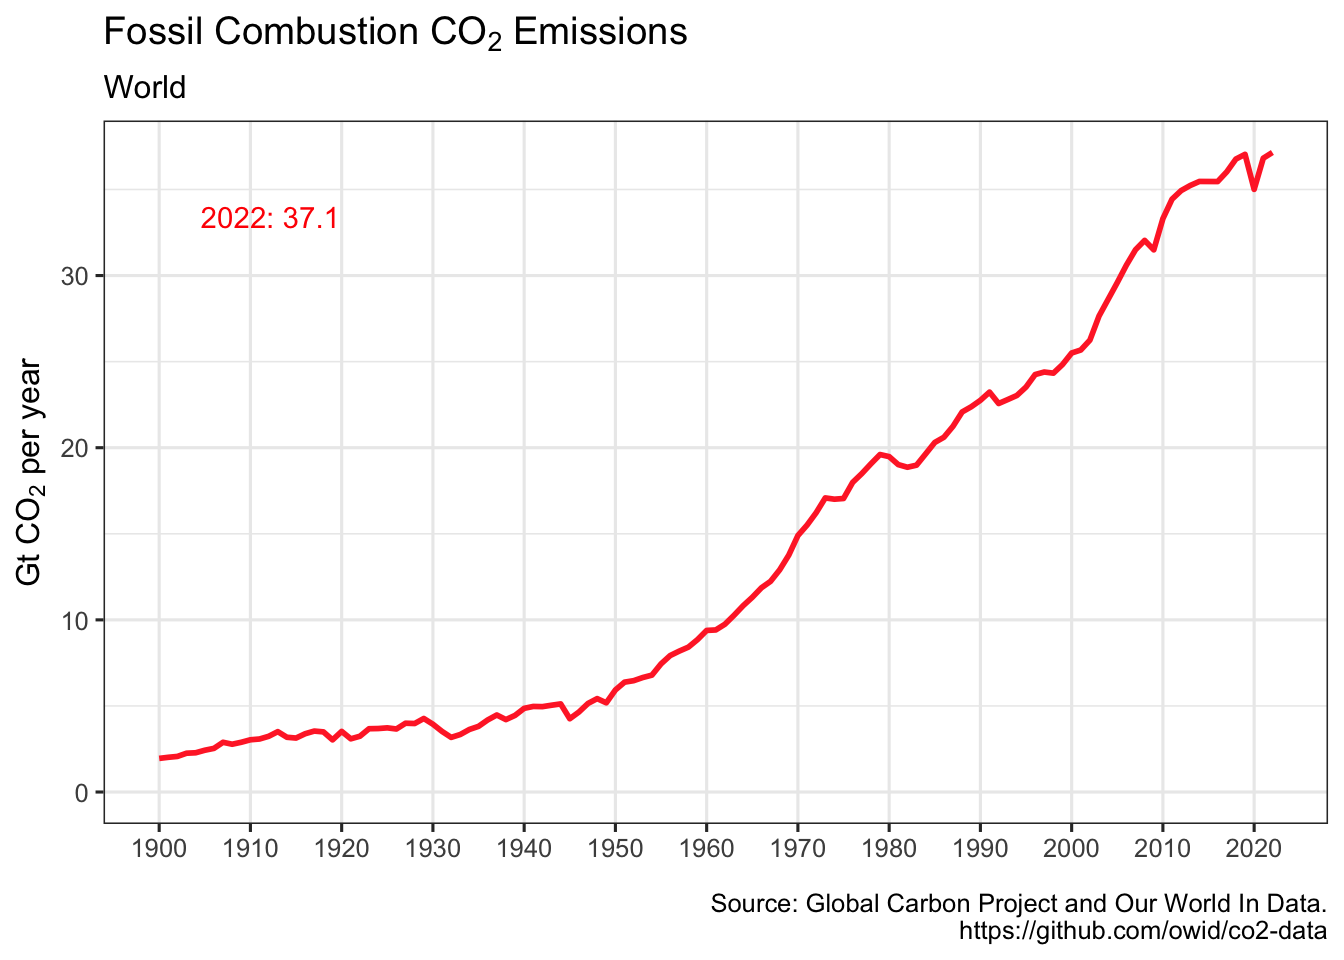 Fossil Combustion CO₂ Emissions
World
2022: 37.1
30
20
10
0
Gt CO₂ per year
1900 1910 1920 1930 1940 1950 1960 1970 1980 1990 2000 2010 2020
Source: Global Carbon Project and Our World In Data.
https://github.com/owid/co2-data